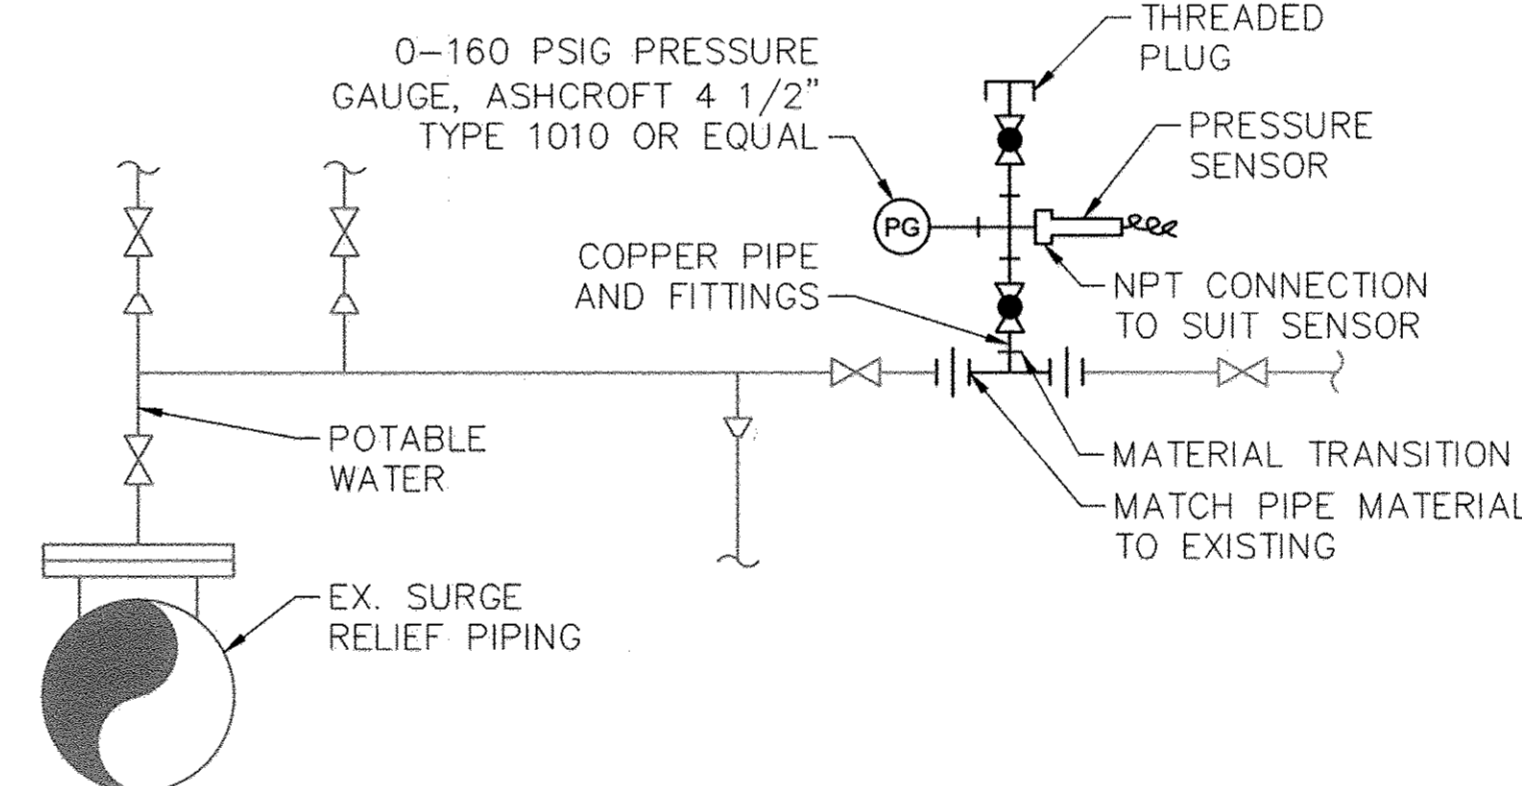 THREADED
PLUG
0-160 PSIG PRESSURE
GAUGE, ASHCROFT 4 1/2"
TYPE 1010 OR EQUAL
PRESSURE
SENSOR
PG
COPPER PIPE
AND FITTINGS
NPT CONNECTION
TO SUIT SENSOR
POTABLE
WATER
MATERIAL TRANSITION
MATCH PIPE MATERIAL
TO EXISTING
EX. SURGE
RELIEF PIPING